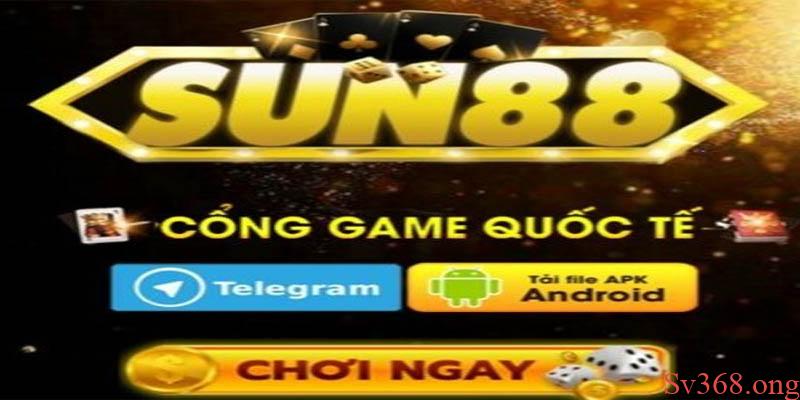 SUN88
CỔNG GAME QUỐC TẾ
Telegram
Tải file APK
Android
CHƠI NGAY
Sv368.ong